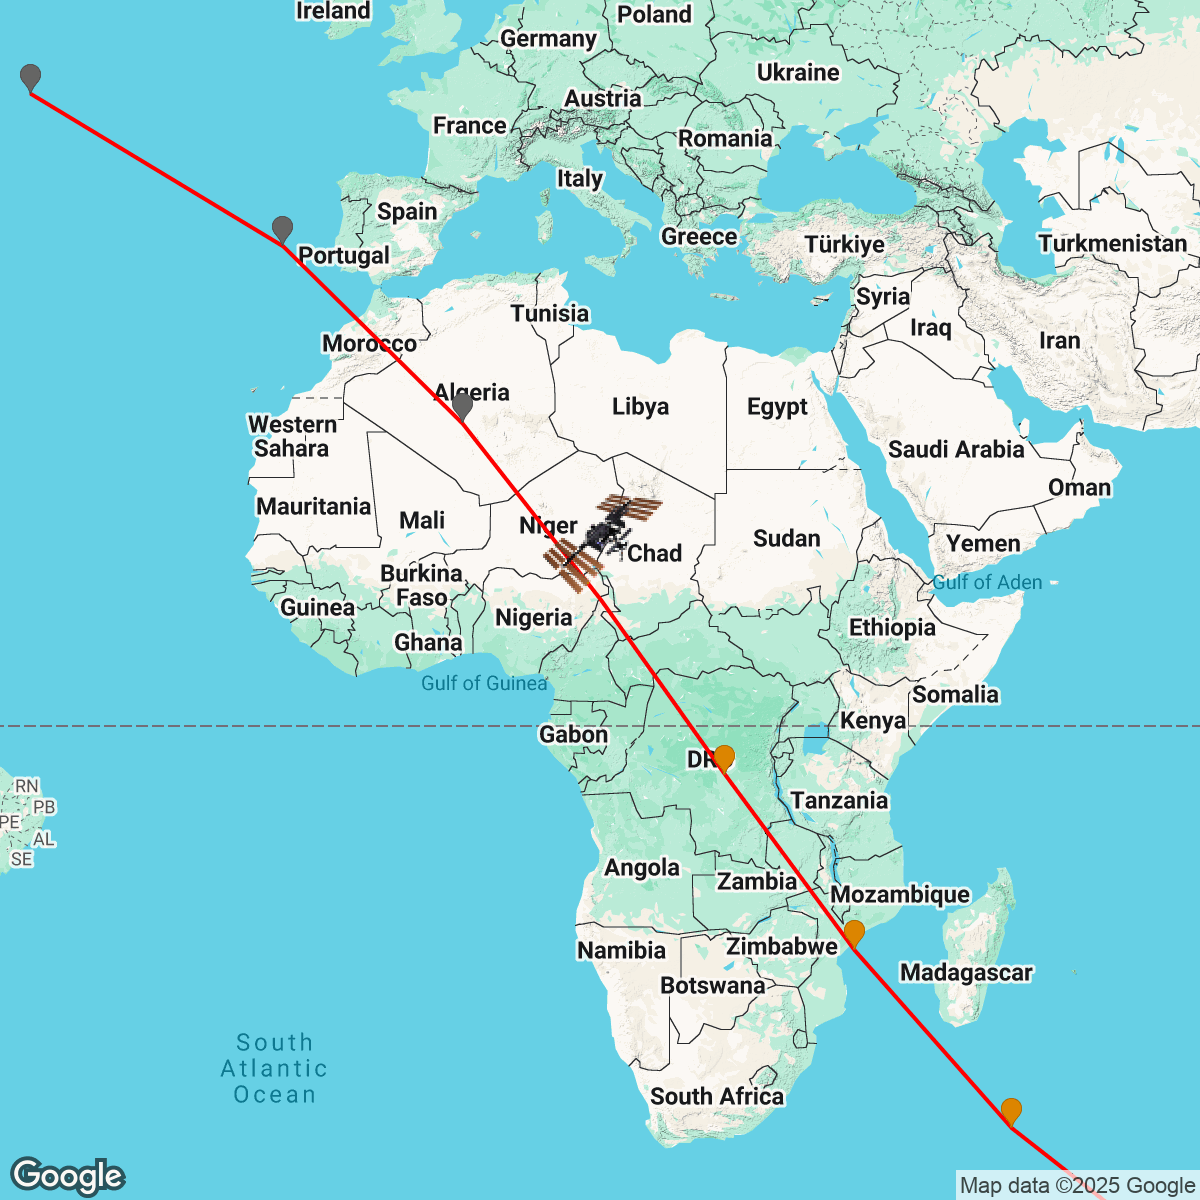 Ireland
Poland
Germany
Ukraine
Austria
France
Romania
Italy
Spain
Greece
Türkiye
Turkmenistan
Portugal
Syria
Tunisia
Iraq
Iran
Morocco
Algeria
Libya
Egypt
Western
Sahara
Saudi Arabia
Oman
Mauritania
Mali
Niger
Sudan
Yemen
Chad
Burkina
Faso
Gulf of Aden
Guinea
Nigeria
Ethiopia
Ghana
Gulf of Guinea
Somalia
Kenya
Gabon
DR
RN
PB
PE
AL
SE
Tanzania
Angola
Zambia
Mozambique
Namibia
Zimbabwe
Madagascar
Botswana
South
Atlantic
Ocean
South Africa
Google
Map data ©2025 Google